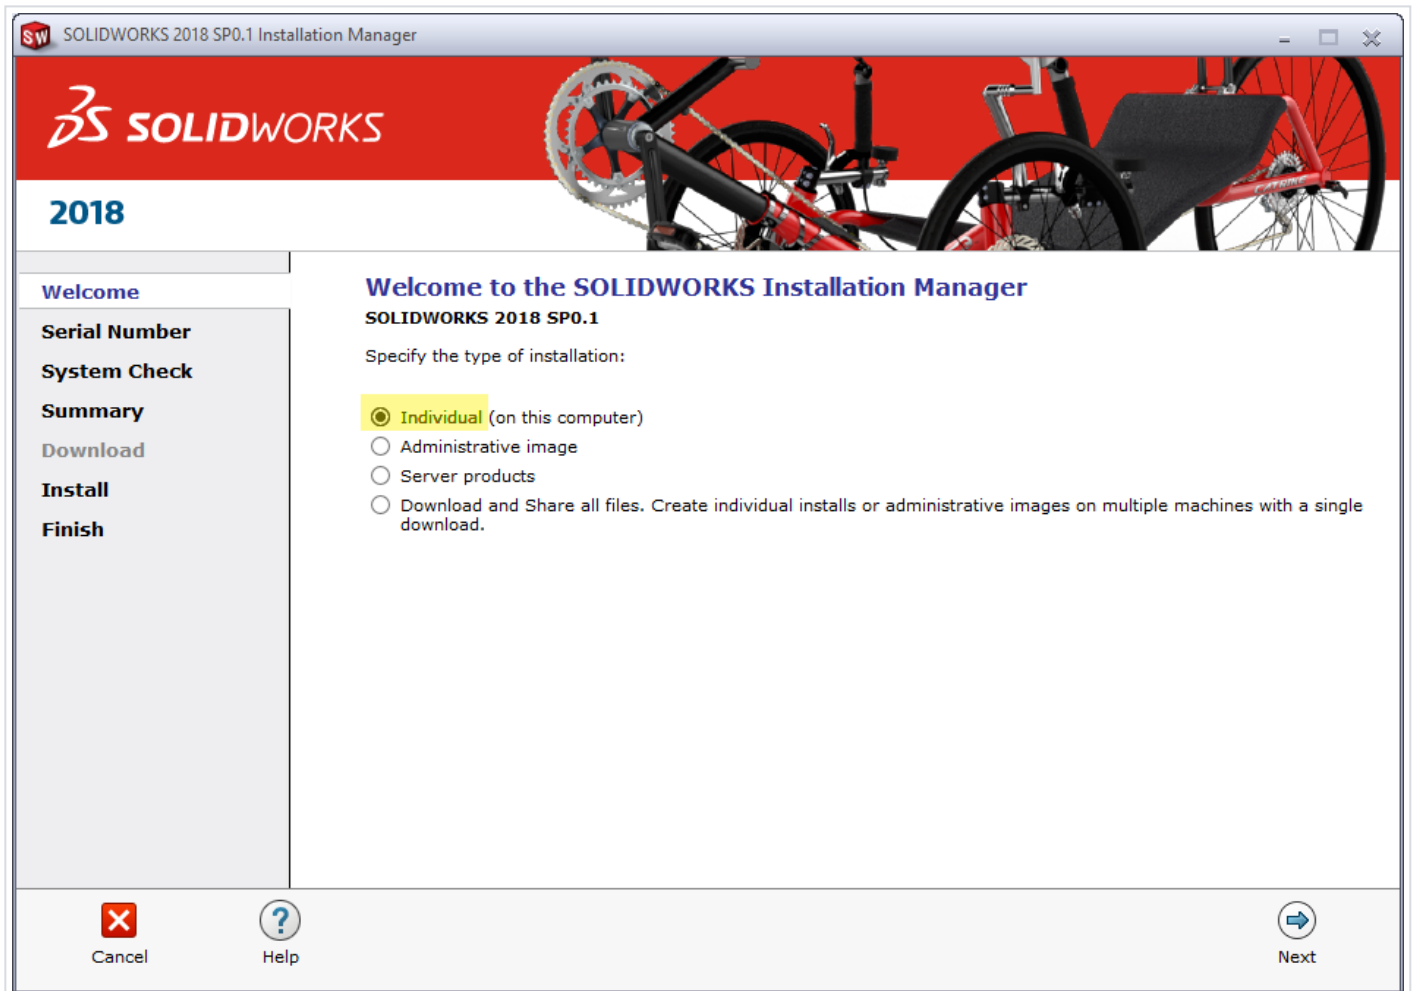 SOLIDWORKS 2018 SP0.1 Installation Manager
SOLIDWORKS
CATRIKE
2018
Welcome
Serial Number
System Check
Summary
Download
Install
Finish
Welcome to the SOLIDWORKS Installation Manager
SOLIDWORKS 2018 SP0.1
Specify the type of installation:
Individual (on this computer)
Administrative image
Server products
Download and Share all files. Create individual installs or administrative images on multiple machines with a single
download.
Cancel
Help
Next